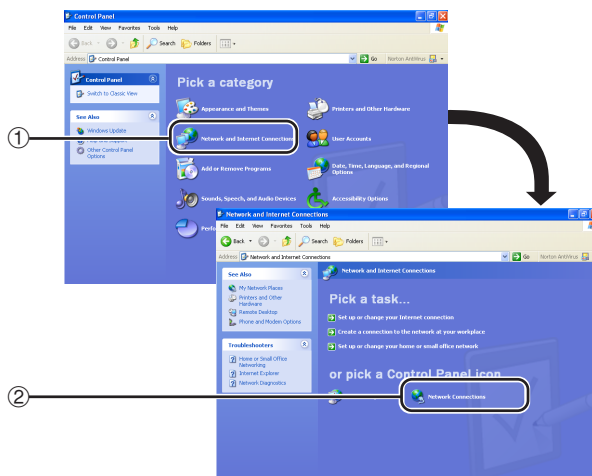 Control Panel
File Edit View Favorites Tools Help
Back Search Folders
Address Control Panel Go Norton AntiVirus
Control Panel
Switch to Classic View
See Also
Windows Update
Help and Support
Other Control Panel
Options
Pick a category
Appearance and Themes
Printers and Other Hardware
Network and Internet Connections
User Accounts
Add or Remove Programs
Date, Time, Language, and Regional
Options
Sounds, Speech, and Audio Devices
Accessibility Options
①
Network and Internet Connections
File Edit View Favorites Tools Help
Back Search Folders
Address Network and Internet Connections Go Norton AntiVirus
See Also
My Network Places
Printers and Other
Hardware
Remote Desktop
Phone and Modem Options
Troubleshooters
Home or Small Office
Networking
Internet Explorer
Network Diagnostics
Network and Internet Connections
Pick a task...
Set up or change your Internet connection
Create a connection to the network at your workplace
Set up or change your home or small office network
or pick a Control Panel icon
Network Connections
②